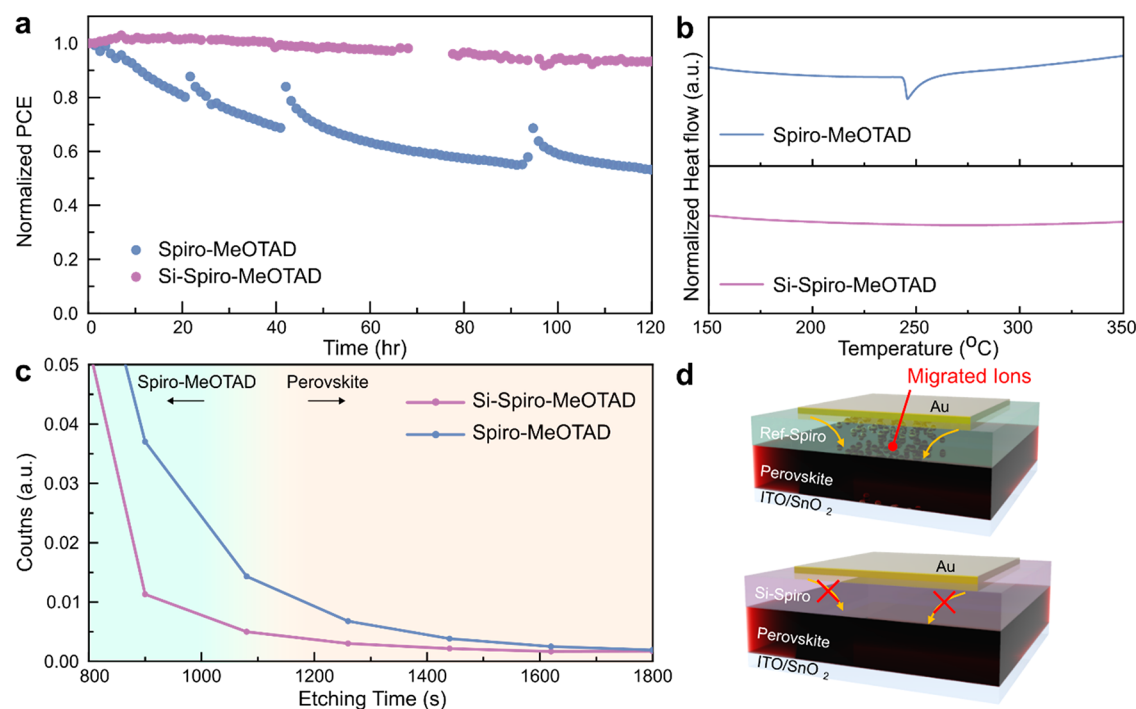 a
Normalized PCE
1.0
0.8
0.6
0.4
0.2
0.0
Spiro-MeOTAD
Si-Spiro-MeOTAD
0 20 40 60 80 100 120
Time (hr)
b
Normalized Heat flow (a.u.)
Spiro-MeOTAD
Si-Spiro-MeOTAD
150 200 250 300 350
Temperature (°C)
c
Coutns (a.u.)
0.05
0.04
0.03
0.02
0.01
0.00
Spiro-MeOTAD Perovskite
← →
Si-Spiro-MeOTAD
Spiro-MeOTAD
800 1000 1200 1400 1600 1800
Etching Time (s)
d
Migrated Ions
Au
Ref-Spiro
Perovskite
ITO/SnO2
Au
Si-Spiro
Perovskite
ITO/SnO2